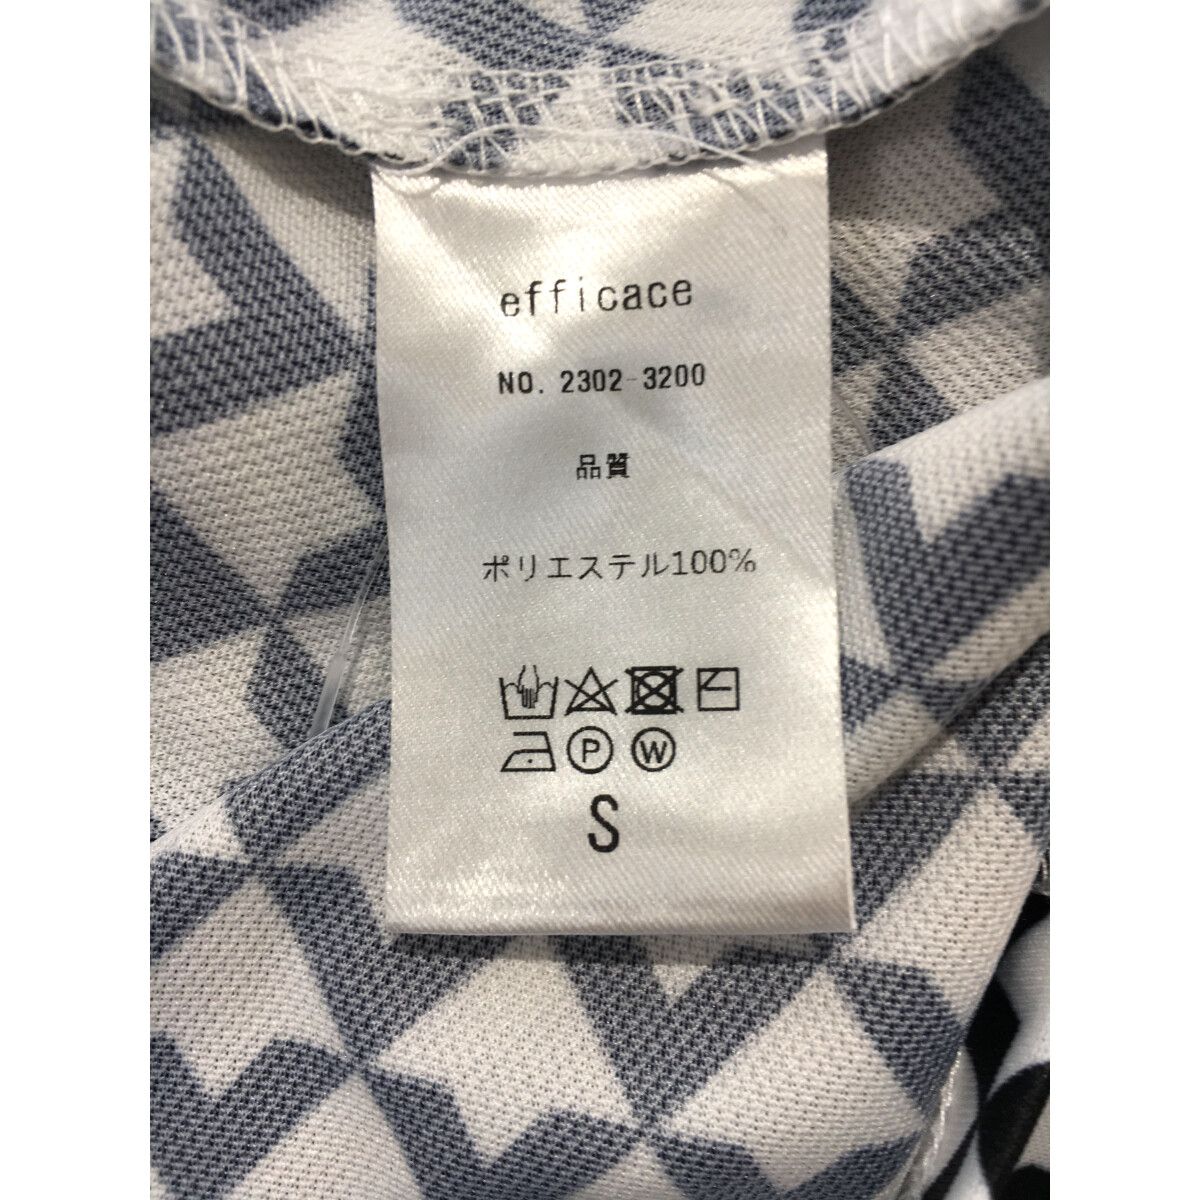 efficace
NO. 2302-3200
品質
ポリエステル100%
P W
S